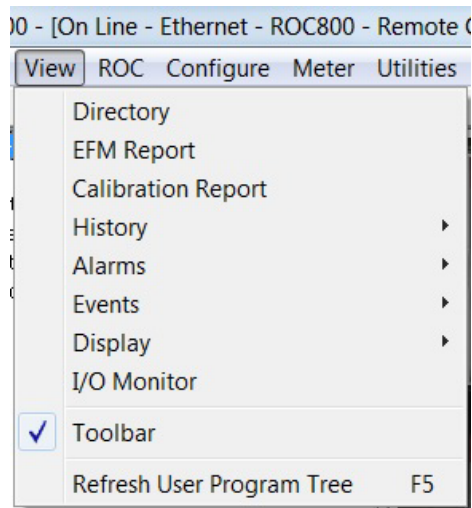 00 - [On Line - Ethernet - ROC800 - Remote
View ROC Configure Meter Utilities
Directory
EFM Report
Calibration Report
History
Alarms
Events
Display
I/O Monitor
Toolbar
Refresh User Program Tree F5